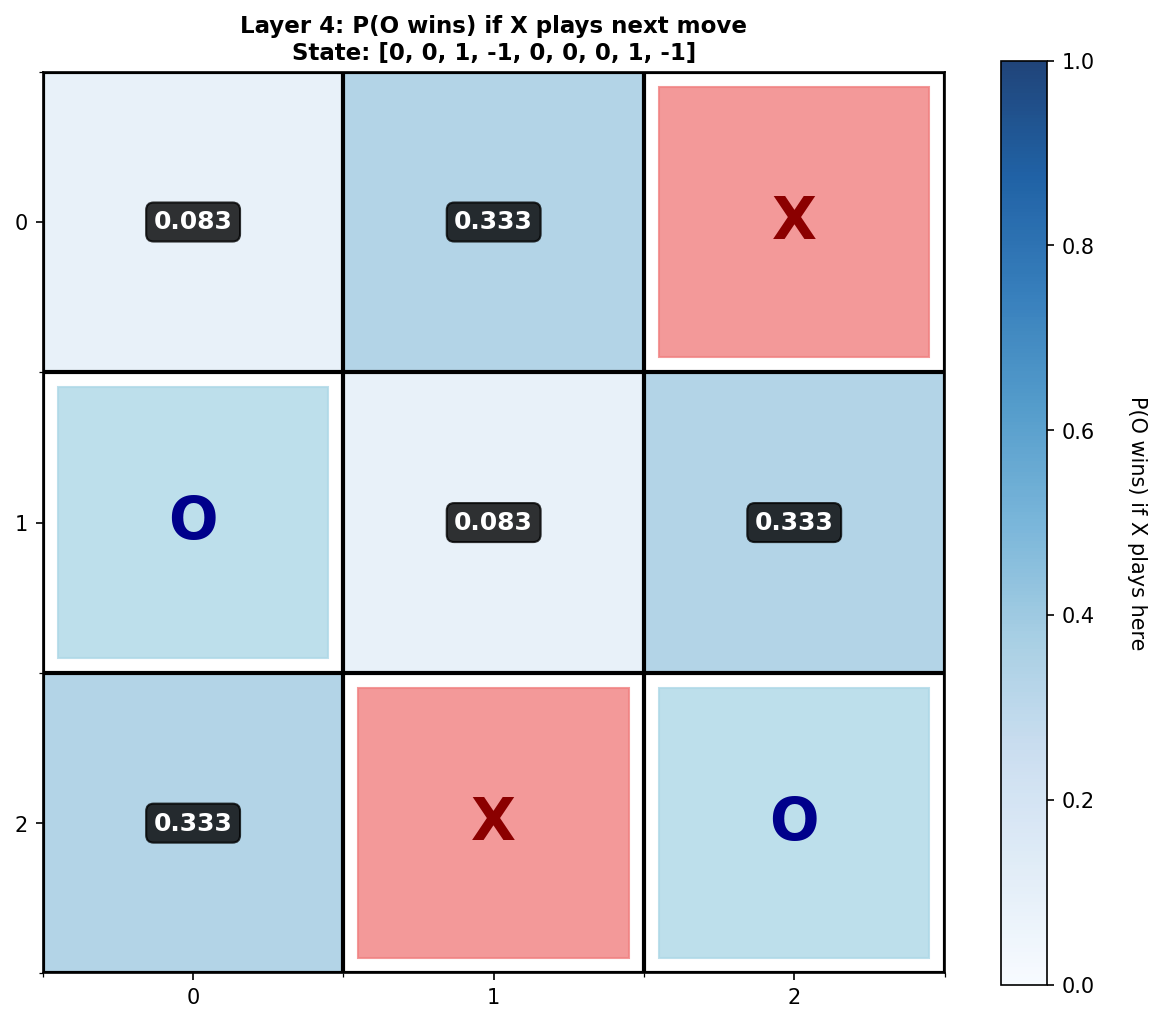 Layer 4: P(O wins) if X plays next move
State: [0, 0, 1, -1, 0, 0, 0, 1, -1]
0
0.083
0.333
X
1
O
0.083
0.333
2
0.333
X
O
0
1
2
1.0
0.8
0.6
0.4
0.2
0.0
P(O wins) if X plays here